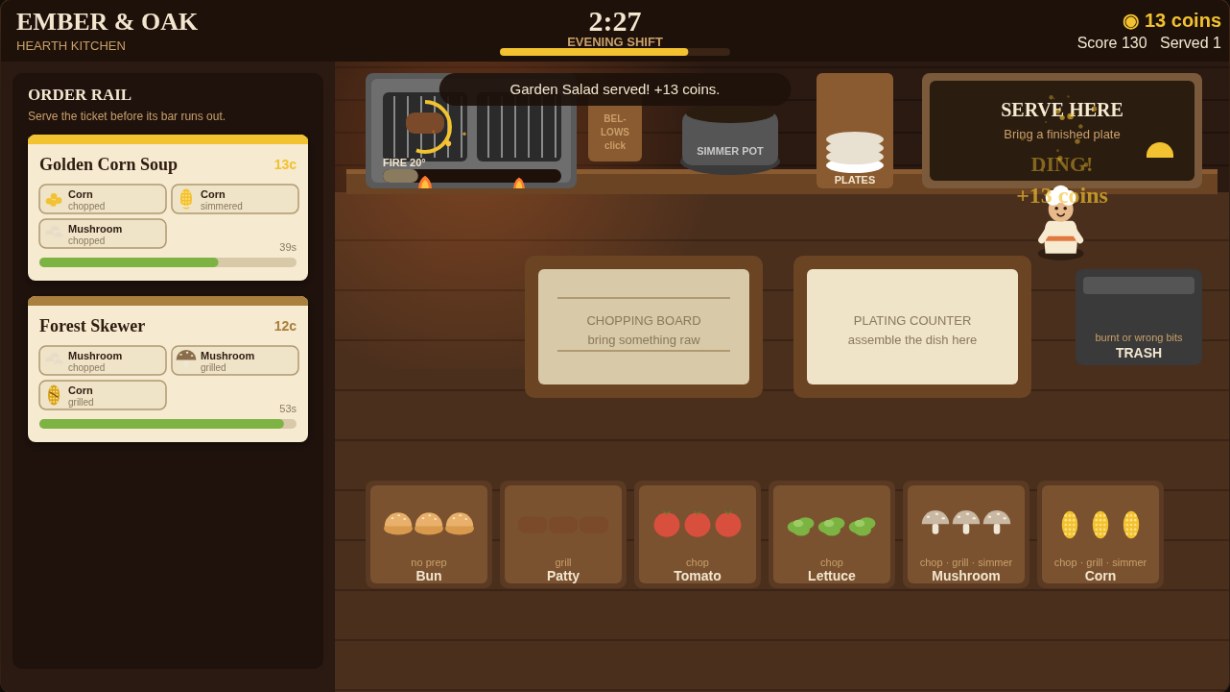 EMBER & OAK
HEARTH KITCHEN
2:27
EVENING SHIFT
13 coins
Score 130 Served 1
ORDER RAIL
Serve the ticket before its bar runs out.
Golden Corn Soup 13c
Corn
chopped
Corn
simmered
Mushroom
chopped
39s
Forest Skewer 12c
Mushroom
chopped
Mushroom
grilled
Corn
grilled
53s
Garden Salad served! +13 coins.
FIRE 20°
BEL-
LOWS
click
SIMMER POT
PLATES
SERVE HERE
Bring a finished plate
DING!
+13 coins
CHOPPING BOARD
bring something raw
PLATING COUNTER
assemble the dish here
burnt or wrong bits
TRASH
no prep
Bun
grill
Patty
chop
Tomato
chop
Lettuce
chop · grill · simmer
Mushroom
chop · grill · simmer
Corn